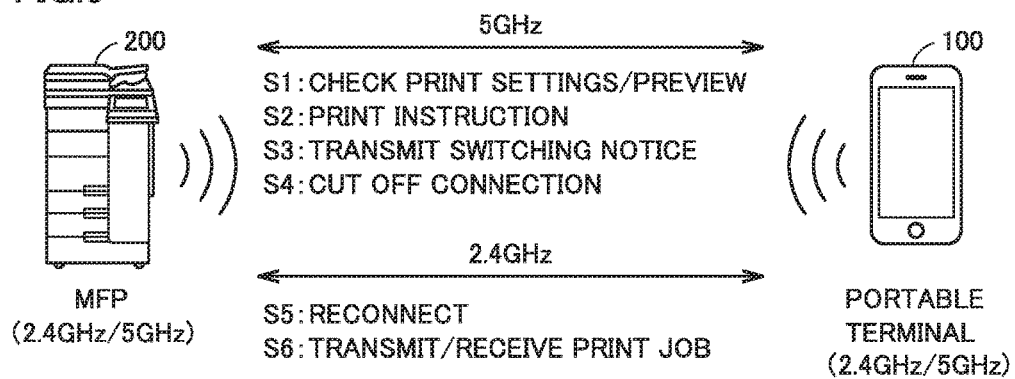 5GHz
200
100
S1:CHECK PRINT SETTINGS/PREVIEW
S2:PRINT INSTRUCTION
S3:TRANSMIT SWITCHING NOTICE
S4:CUT OFF CONNECTION
2.4GHz
MFP
(2.4GHz/5GHz)
S5:RECONNECT
S6:TRANSMIT/RECEIVE PRINT JOB
PORTABLE
TERMINAL
(2.4GHz/5GHz)